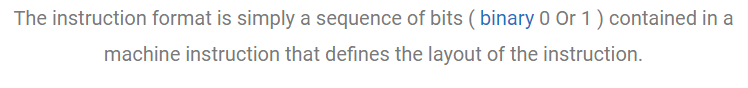 The instruction format is simply a sequence of bits ( binary 0 Or 1 ) contained in a
machine instruction that defines the layout of the instruction.